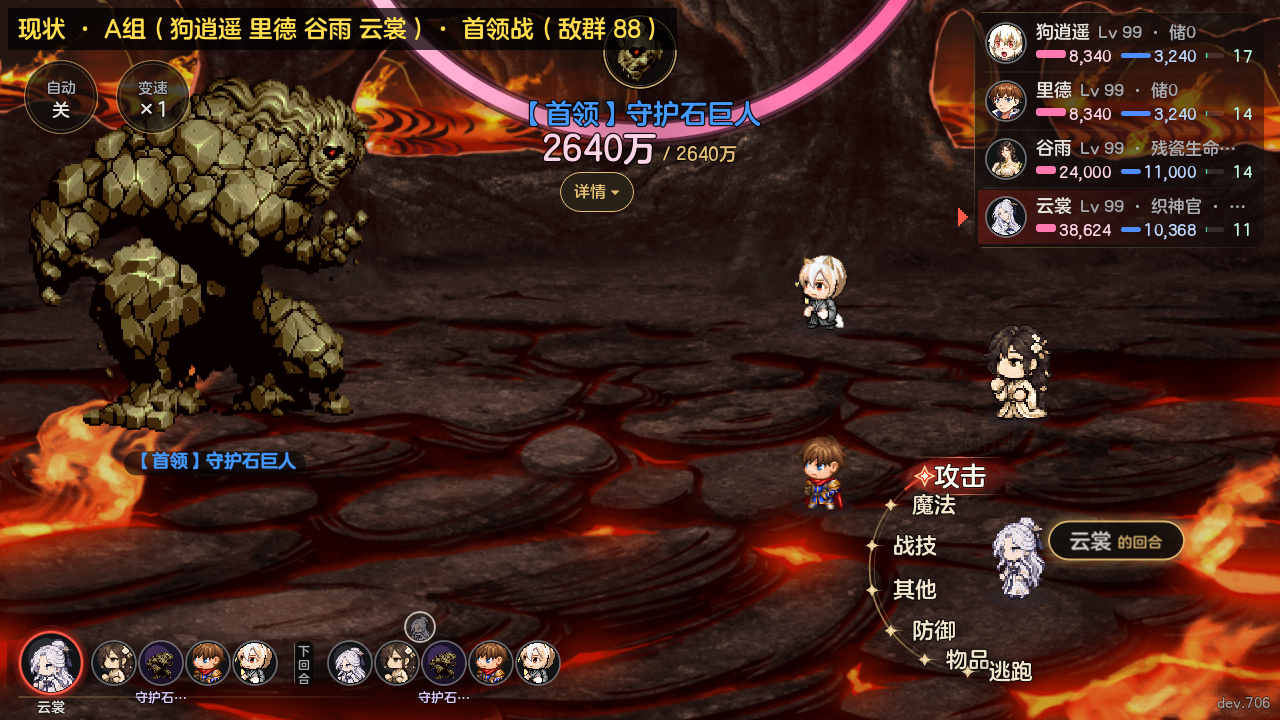 现状 · A组（狗逍遥 里德 谷雨 云裳）· 首领战（敌群 88）
自动
关
变速
×1
【首领】守护石巨人
2640万 / 2640万
详情
狗逍遥 Lv 99 · 储0
8,340 3,240 17
里德 Lv 99 · 储0
8,340 3,240 14
谷雨 Lv 99 · 残瓷生命…
24,000 11,000 14
云裳 Lv 99 · 织神官 · …
38,624 10,368 11
【首领】守护石巨人
攻击
魔法
战技
其他
防御
物品
逃跑
云裳 的回合
下回合
云裳
守护石…
守护石…
dev.706